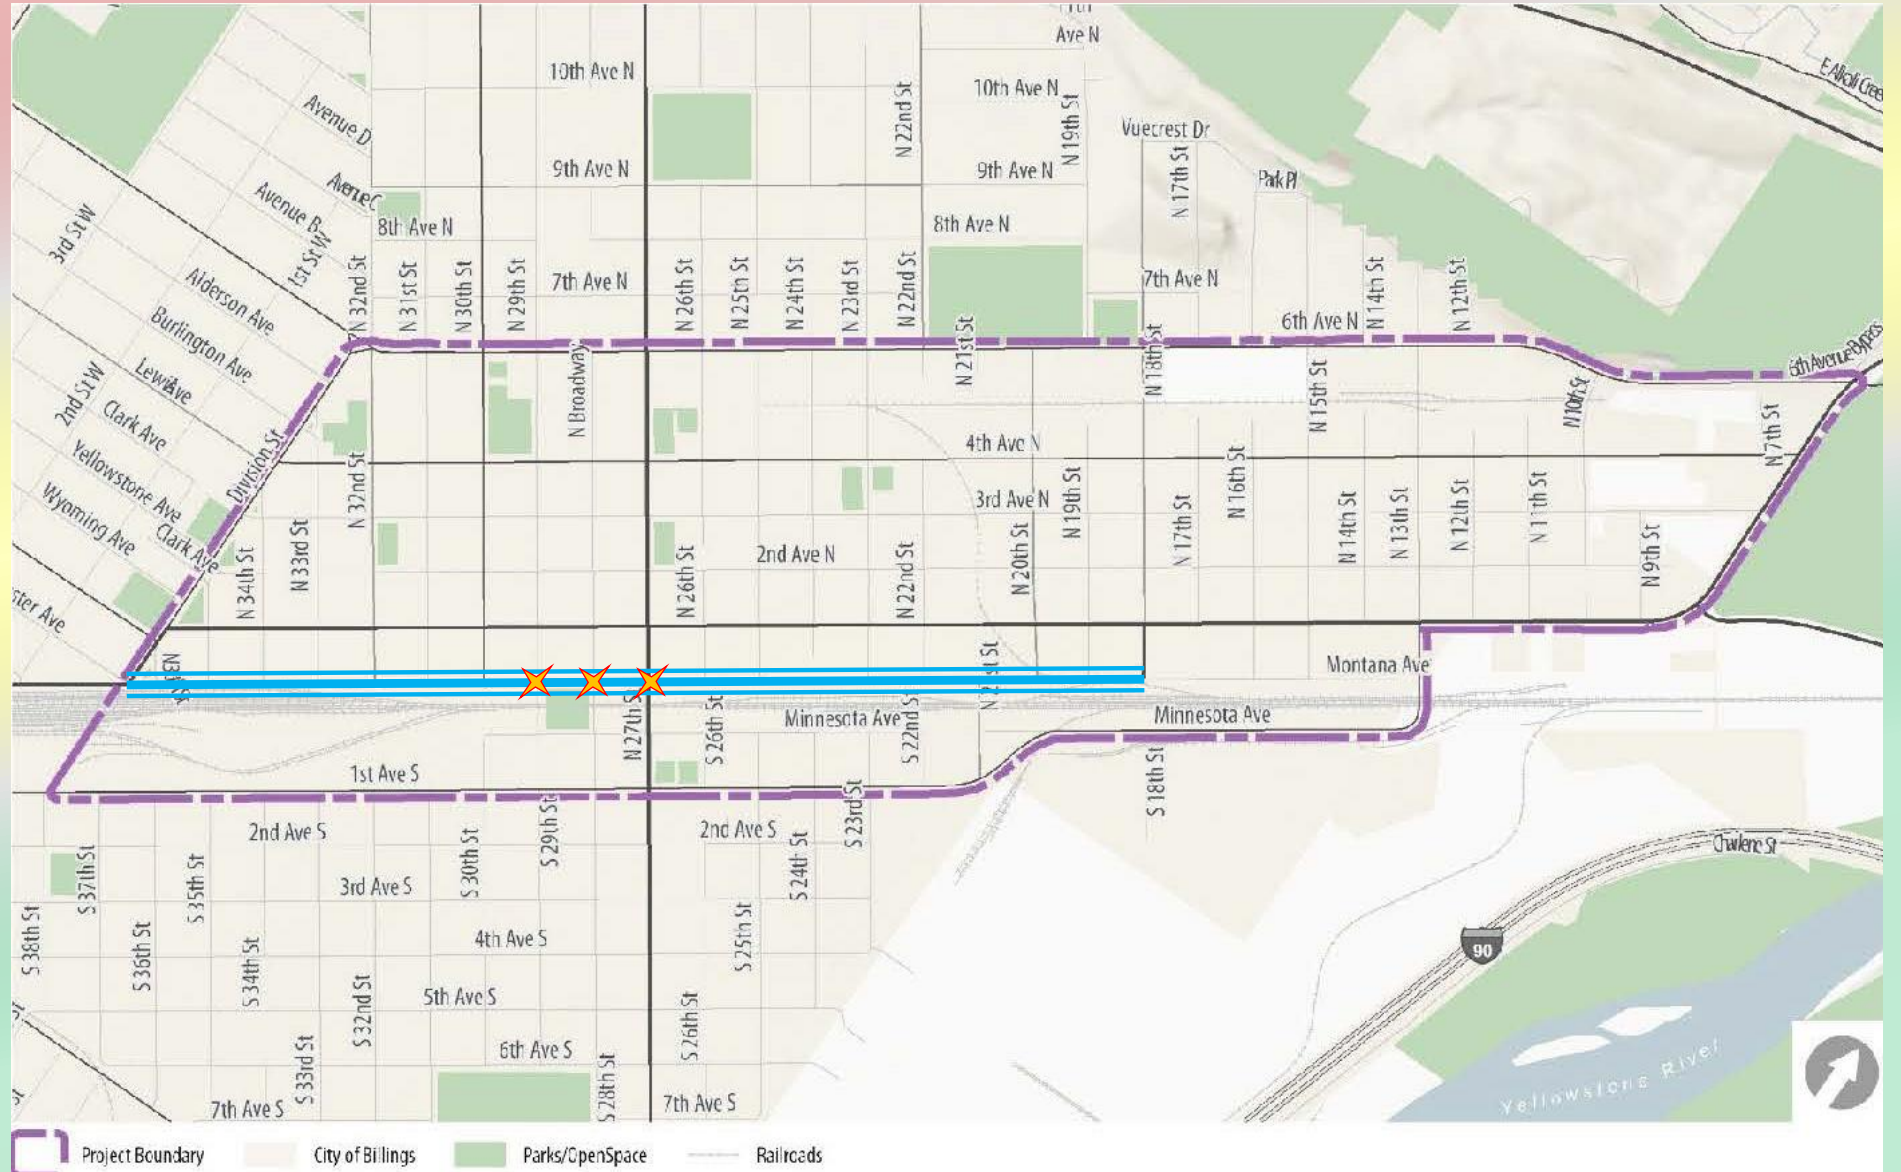 Ave N
10th Ave N
10th Ave N
E Alkali Cree
Avenue D
N 22nd St
N 19th St
Vuecrest Dr
9th Ave N
9th Ave N
N 17th St
Park Pl
Avenue C
Avenue B
3rd St W
1st St W
8th Ave N
8th Ave N
Alderson Ave
N 32nd St
N 31st St
N 30th St
N 29th St
7th Ave N
N 26th St
N 25th St
N 24th St
N 23rd St
N 22nd St
7th Ave N
N 14th St
N 12th St
6th Ave N
Burlington Ave
Lewis Ave
2nd St W
N Broadway
N 21st St
N 18th St
N 15th St
N 10th St
6th Avenue Bypass
Clark Ave
N 7th St
4th Ave N
Division St
Yellowstone Ave
Wyoming Ave
N 32nd St
3rd Ave N
N 19th St
N 16th St
N 17th St
N 14th St
N 13th St
N 12th St
N 11th St
Clark Ave
N 34th St
N 33rd St
2nd Ave N
N 26th St
N 22nd St
N 20th St
N 9th St
ster Ave
Montana Ave
N 27th St
S 26th St
Minnesota Ave
S 22nd St
N 21st St
Minnesota Ave
1st Ave S
S 18th St
2nd Ave S
S 29th St
2nd Ave S
S 23rd St
S 24th St
Charlene St
S 37th St
S 35th St
3rd Ave S
S 30th St
S 38th St
S 36th St
S 34th St
4th Ave S
S 25th St
90
5th Ave S
S 32nd St
S 26th St
S 33rd St
6th Ave S
S 28th St
7th Ave S
7th Ave S
Yellowstone River
Project Boundary
City of Billings
Parks/OpenSpace
Railroads